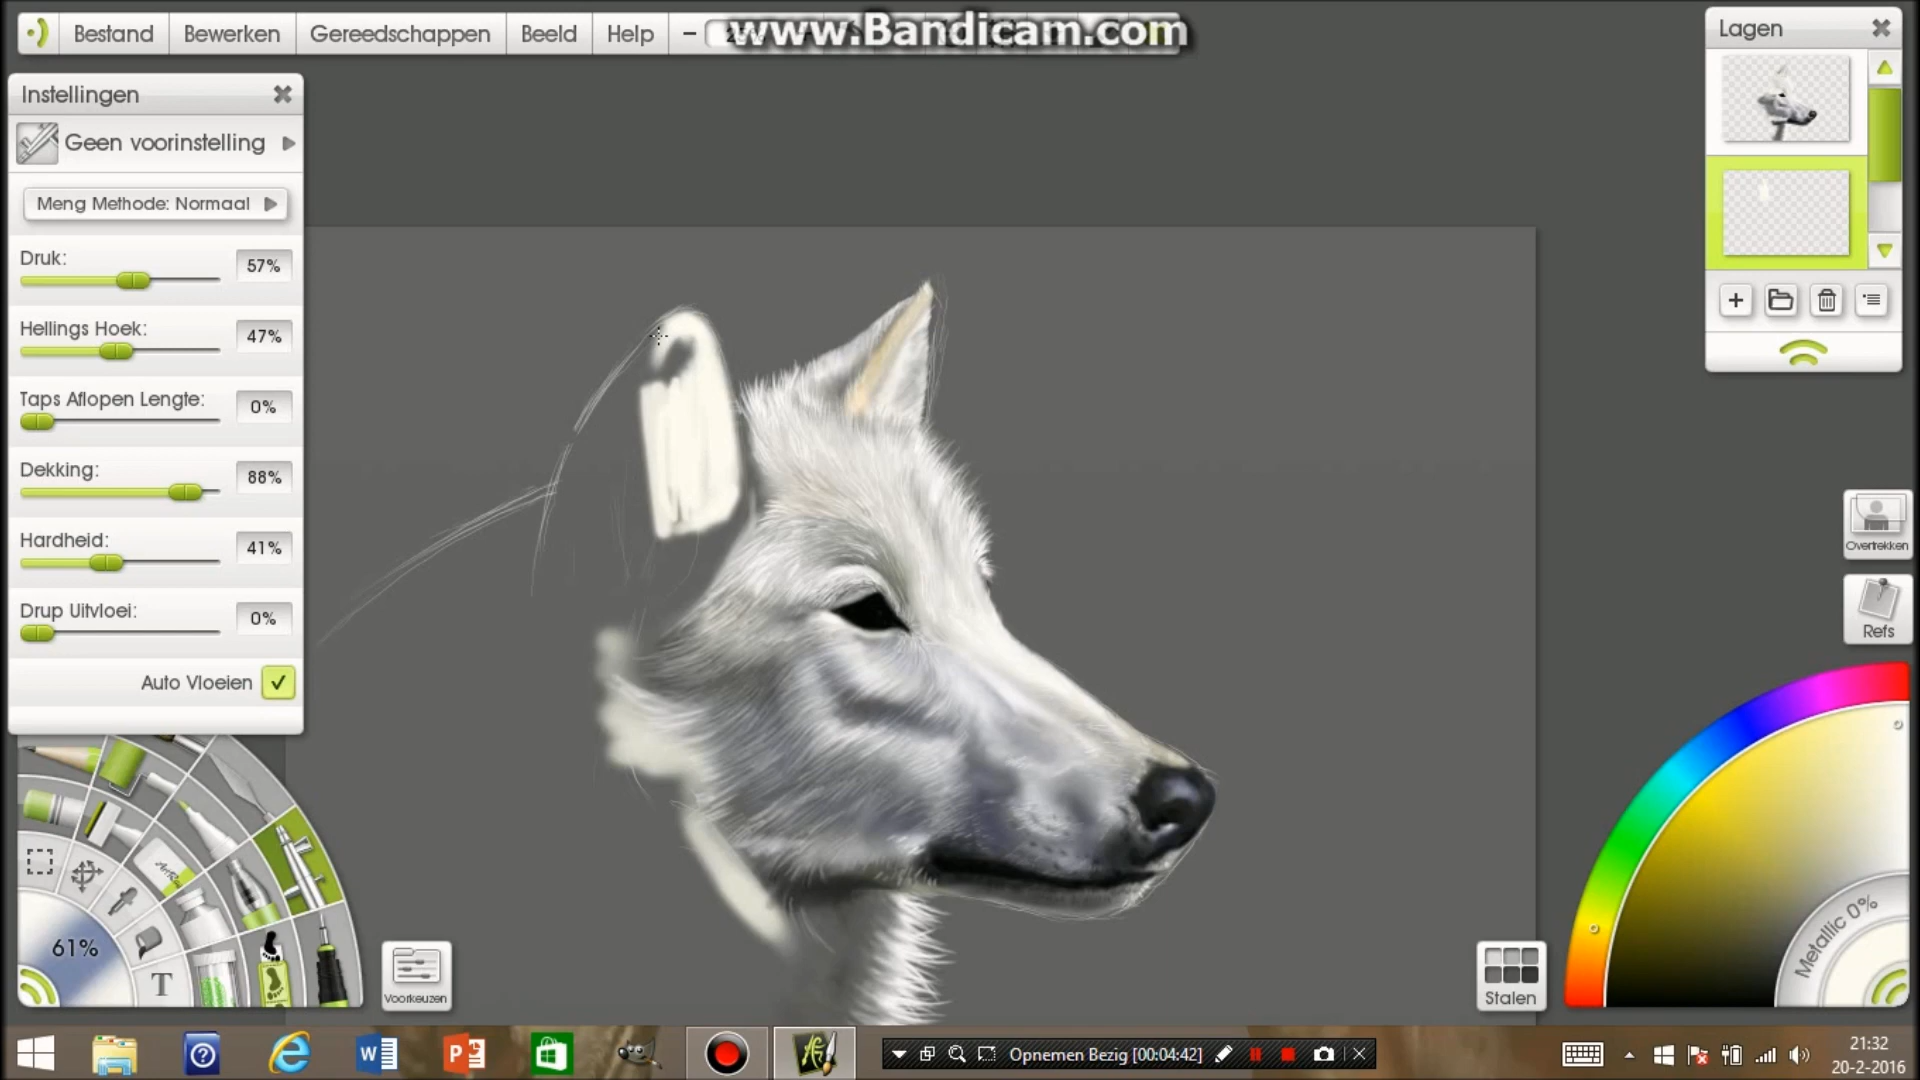 Bestand Bewerken Gereedschappen Beeld Help
www.Bandicam.com
Lagen
Instellingen
Geen voorinstelling
Meng Methode: Normaal
Druk: 57%
Hellings Hoek: 47%
Taps Aflopen Lengte: 0%
Dekking: 88%
Hardheid: 41%
Drup Uitvloei: 0%
Auto Vloeien
Overtrekken
Refs
61%
T
Voorkeuzen
Stalen
Metallic 0%
Opnemen Bezig [00:04:42]
21:32
20-2-2016